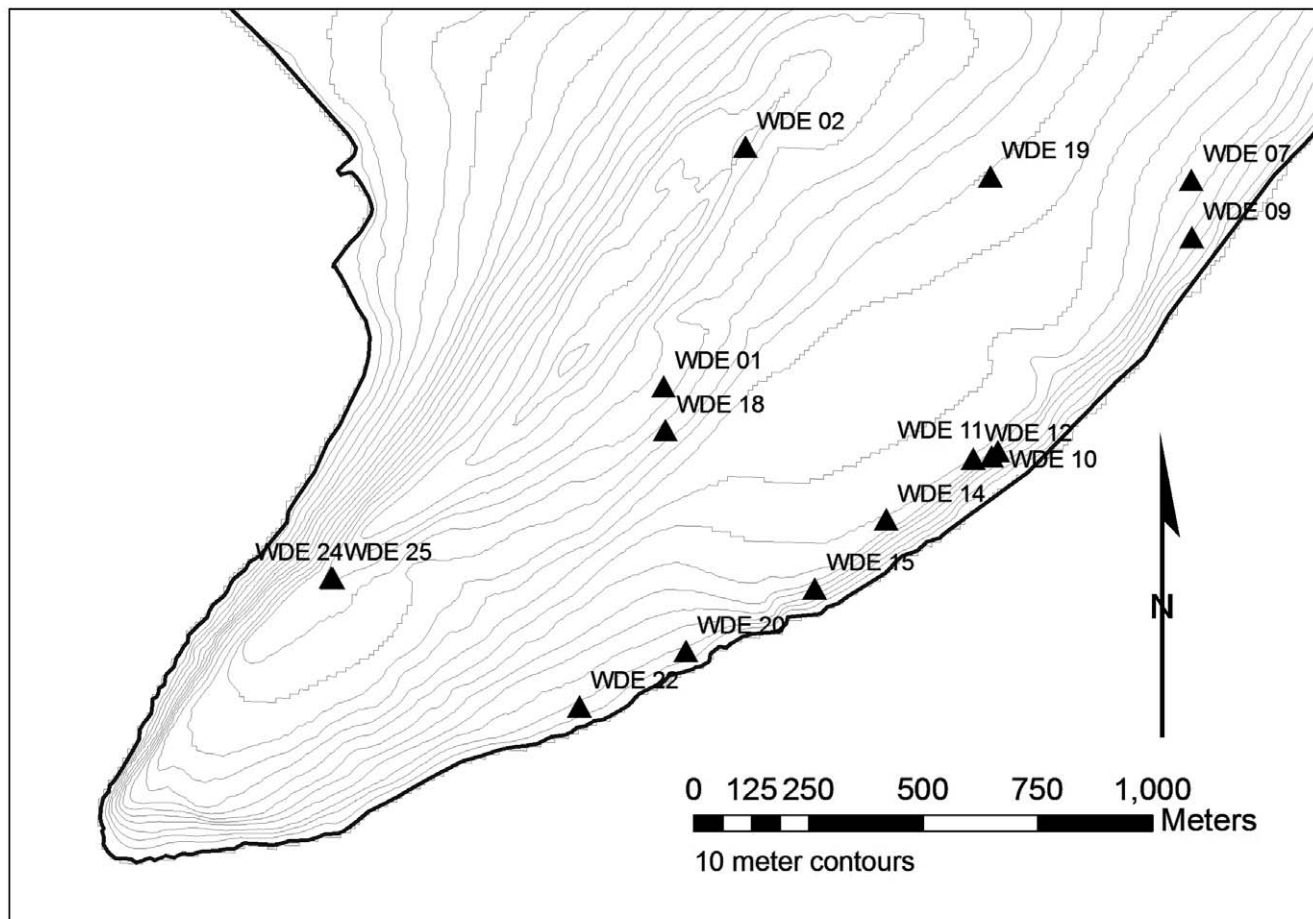 WDE 02
WDE 19
WDE 07
WDE 09
WDE 01
WDE 18
WDE 11
WDE 12
WDE 10
WDE 14
WDE 24
WDE 25
WDE 15
WDE 20
WDE 22
N
0 125 250 500 750 1,000
Meters
10 meter contours